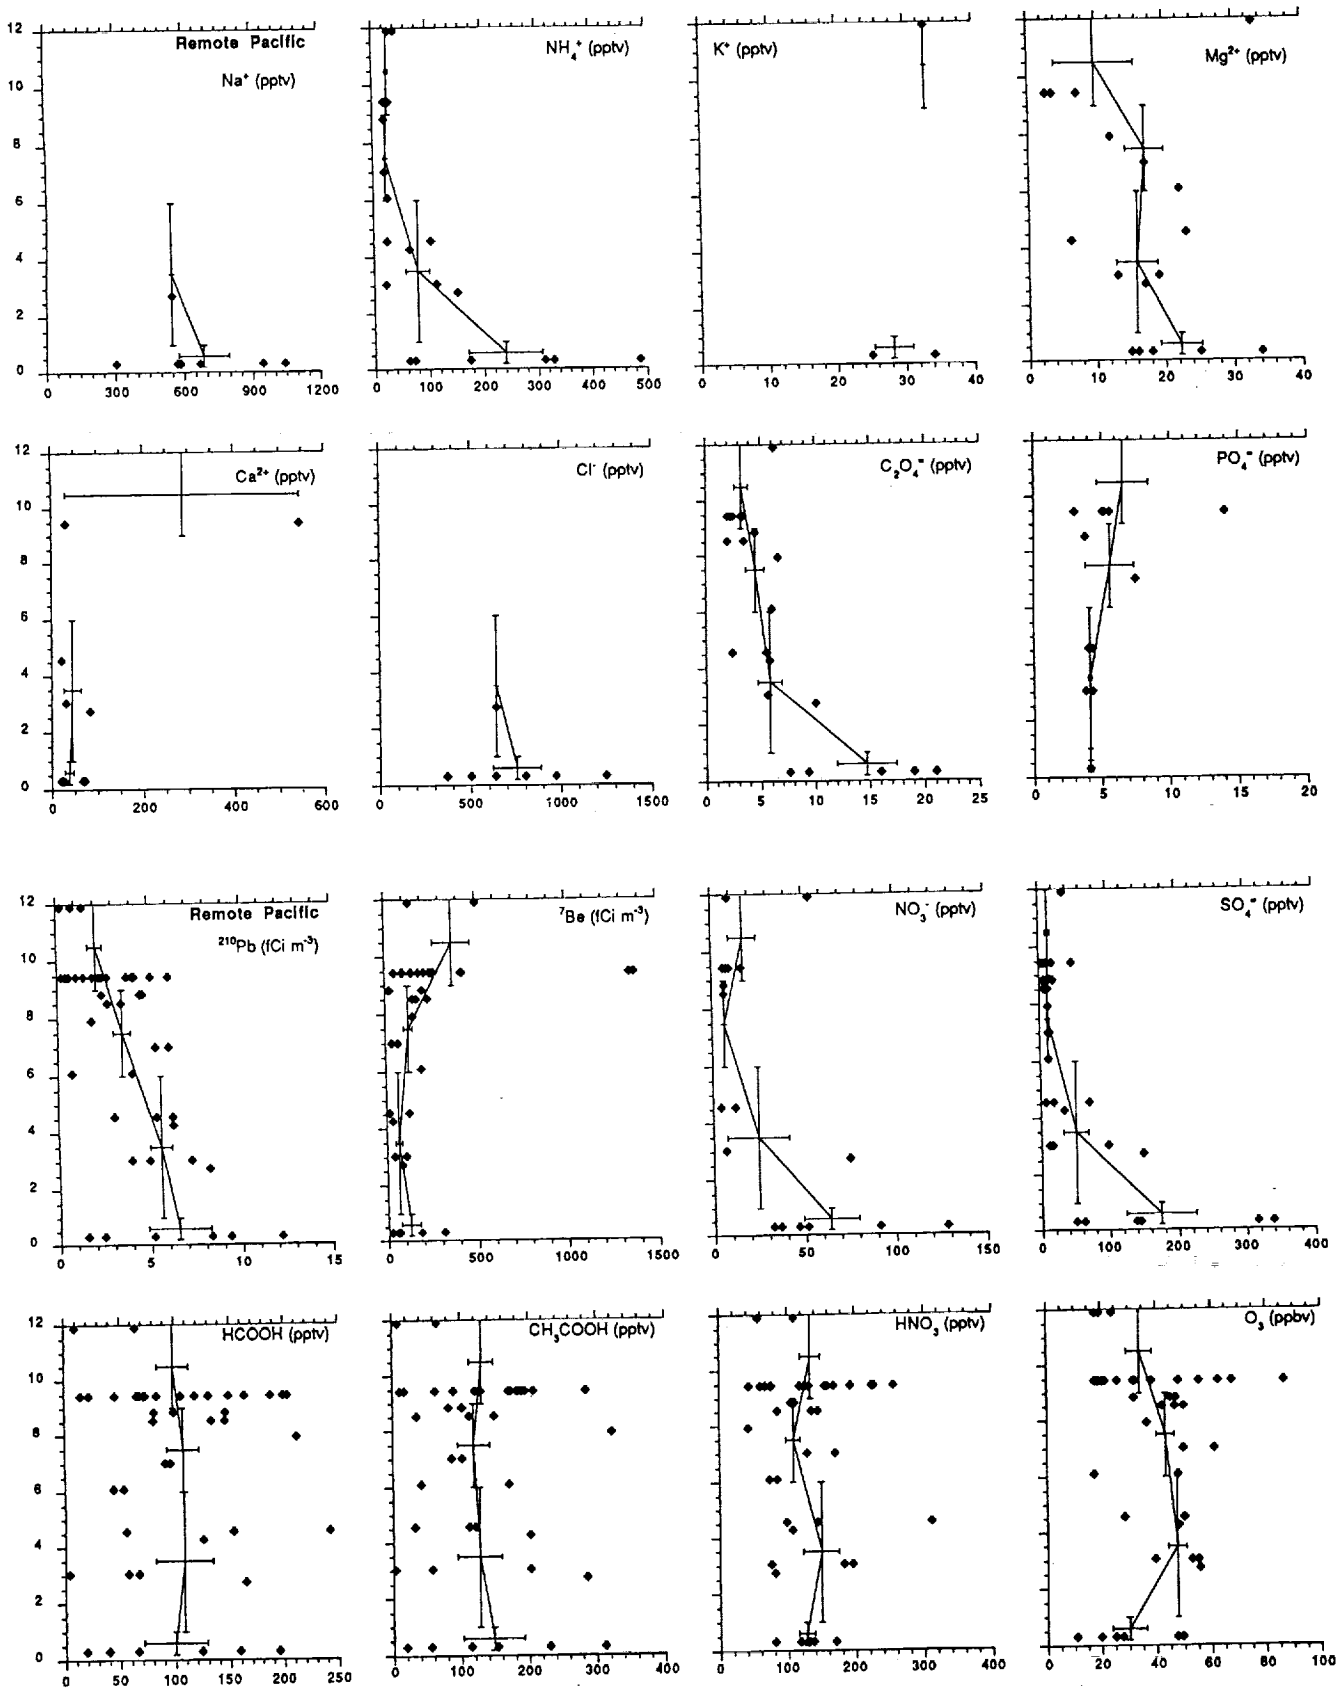 12 10 8 6 4 2 0
Remote Pacific
Na⁺ (pptv)
0 300 600 900 1200
NH₄⁺ (pptv)
0 100 200 300 400 500
K⁺ (pptv)
0 10 20 30 40
Mg²⁺ (pptv)
0 10 20 30 40
12 10 8 6 4 2 0
Ca²⁺ (pptv)
0 200 400 600
Cl⁻ (pptv)
0 500 1000 1500
C₂O₄⁼ (pptv)
0 5 10 15 20 25
PO₄⁼ (pptv)
0 5 10 15 20
12 10 8 6 4 2 0
Remote Pacific
²¹⁰Pb (fCi m⁻³)
0 5 10 15
⁷Be (fCi m⁻³)
0 500 1000 1500
NO₃⁻ (pptv)
0 50 100 150
SO₄⁼ (pptv)
0 100 200 300 400
12 10 8 6 4 2 0
HCOOH (pptv)
0 50 100 150 200 250
CH₃COOH (pptv)
0 100 200 300 400
HNO₃ (pptv)
0 100 200 300 400
O₃ (ppbv)
0 20 40 60 80 100